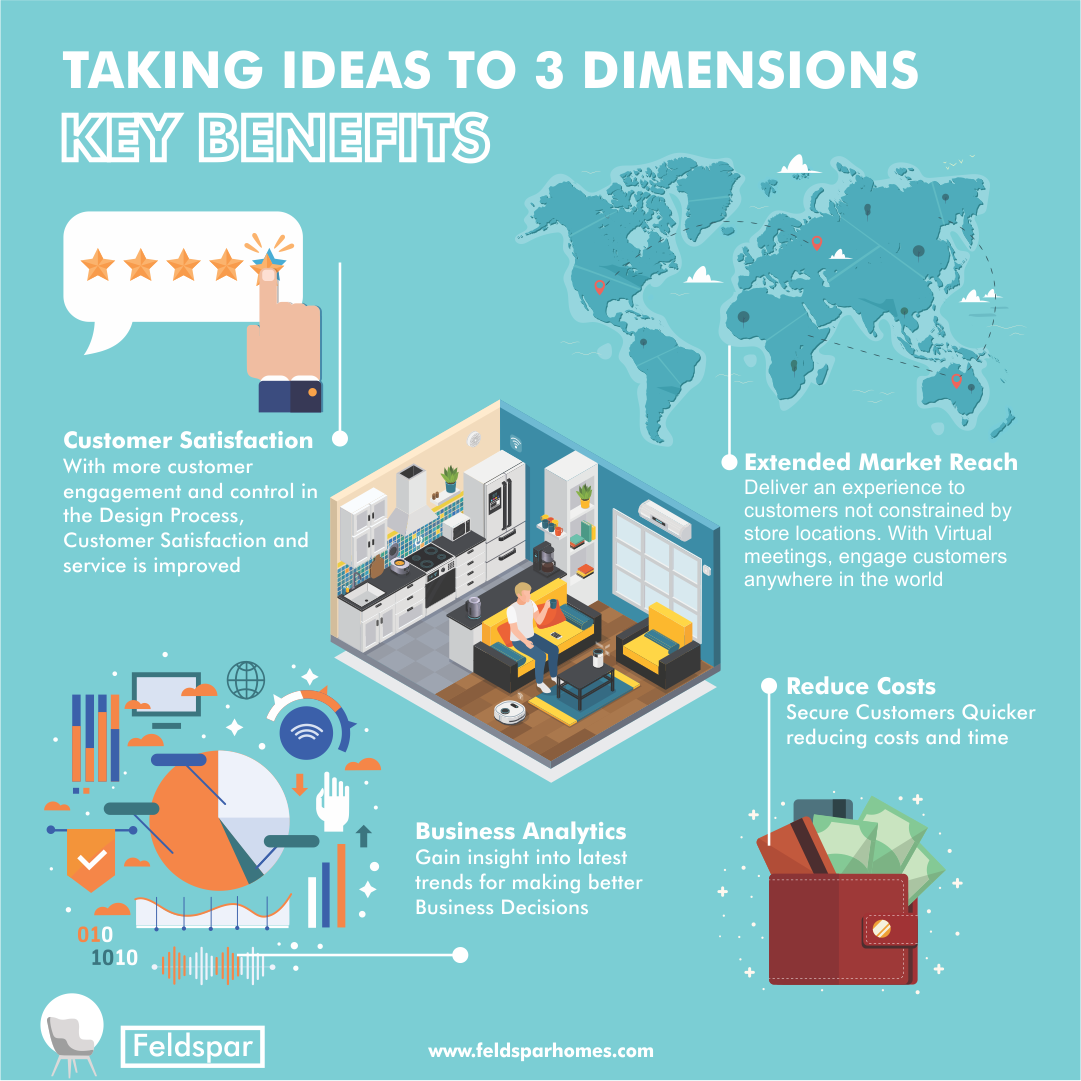 TAKING IDEAS TO 3 DIMENSIONS
KEY BENEFITS
Customer Satisfaction
With more customer
engagement and control in
the Design Process,
Customer Satisfaction and
service is improved
Extended Market Reach
Deliver an experience to
customers not constrained by
store locations. With Virtual
meetings, engage customers
anywhere in the world
Reduce Costs
Secure Customers Quicker
reducing costs and time
Business Analytics
Gain insight into latest
trends for making better
Business Decisions
010
1010
Feldspar
www.feldsparhomes.com